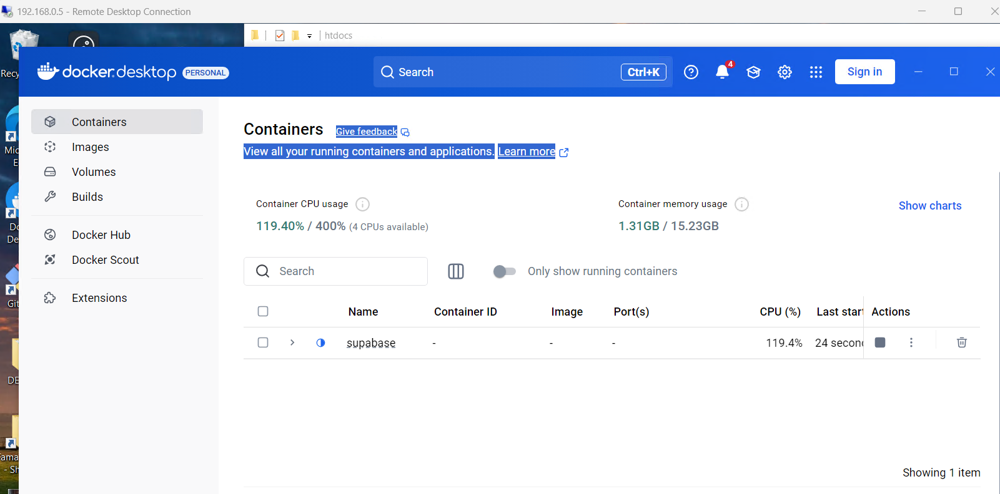 192.168.0.5 - Remote Desktop Connection
htdocs
Recy
docker.desktop PERSONAL
Search Ctrl+K
4
Sign in
Mic
E
Do
De
Git
DE
Fama
- Sh
Containers
Images
Volumes
Builds
Docker Hub
Docker Scout
Extensions
Containers Give feedback
View all your running containers and applications. Learn more
Container CPU usage
119.40% / 400% (4 CPUs available)
Container memory usage
1.31GB / 15.23GB
Show charts
Search
Only show running containers
Name Container ID Image Port(s) CPU (%) Last start Actions
supabase - - - 119.4% 24 second
Showing 1 item